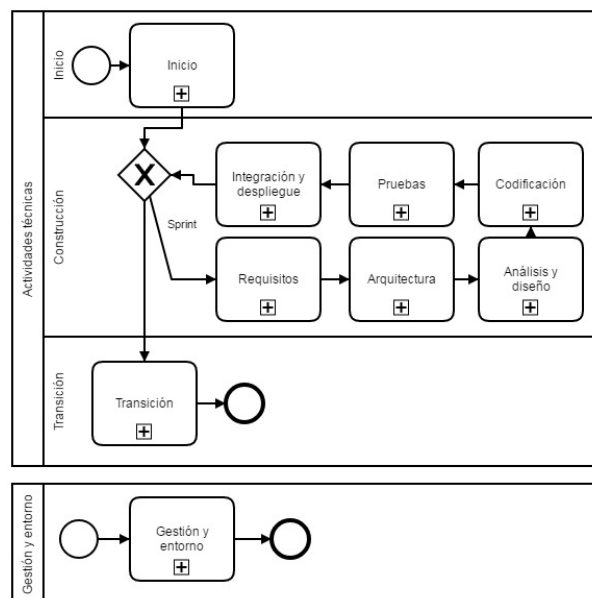 Actividades técnicas
Inicio
Inicio
Construcción
Integración y
despliegue
Pruebas
Codificación
Sprint
Requisitos
Arquitectura
Análisis y
diseño
Transición
Transición
Gestión y entorno
Gestión y
entorno